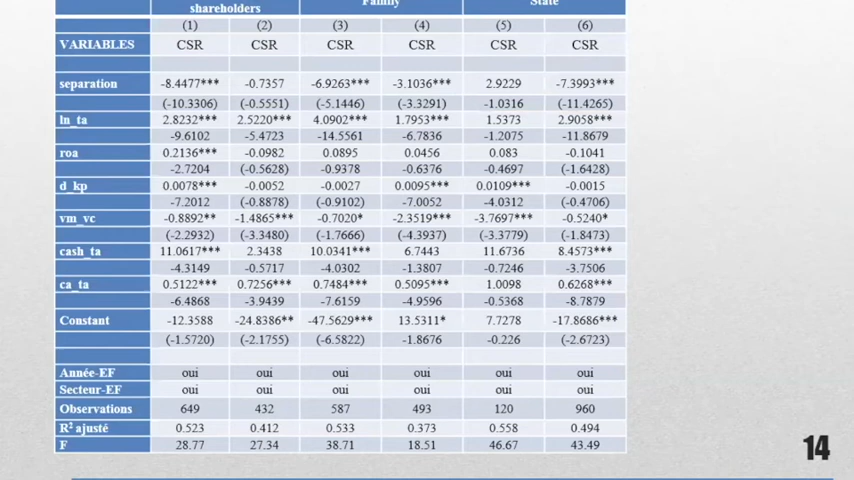 shareholders Family State
(1) (2) (3) (4) (5) (6)
VARIABLES CSR CSR CSR CSR CSR CSR
separation -8.4477*** -0.7357 -6.9263*** -3.1036*** 2.9229 -7.3993***
(-10.3306) (-0.5551) (-5.1446) (-3.3291) -1.0316 (-11.4265)
ln_ta 2.8232*** 2.5220*** 4.0902*** 1.7953*** 1.5373 2.9058***
-9.6102 -5.4723 -14.5561 -6.7836 -1.2075 -11.8679
roa 0.2136*** -0.0982 0.0895 0.0456 0.083 -0.1041
-2.7204 (-0.5628) -0.9378 -0.6376 -0.4697 (-1.6428)
d_kp 0.0078*** -0.0052 -0.0027 0.0095*** 0.0109*** -0.0015
-7.2012 (-0.8878) (-0.9102) -7.0052 -4.0312 (-0.4706)
vm_vc -0.8892** -1.4865*** -0.7020* -2.3519*** -3.7697*** -0.5240*
(-2.2932) (-3.3480) (-1.7666) (-4.3937) (-3.3779) (-1.8473)
cash_ta 11.0617*** 2.3438 10.0341*** 6.7443 11.6736 8.4573***
-4.3149 -0.5717 -4.0302 -1.3807 -0.7246 -3.7506
ca_ta 0.5122*** 0.7256*** 0.7484*** 0.5095*** 1.0098 0.6268***
-6.4868 -3.9439 -7.6159 -4.9596 -0.5368 -8.7879
Constant -12.3588 -24.8386** -47.5629*** 13.5311* 7.7278 -17.8686***
(-1.5720) (-2.1755) (-6.5822) -1.8676 -0.226 (-2.6723)
Année-EF oui oui oui oui oui oui
Secteur-EF oui oui oui oui oui oui
Observations 649 432 587 493 120 960
R² ajusté 0.523 0.412 0.533 0.373 0.558 0.494
F 28.77 27.34 38.71 18.51 46.67 43.49
14